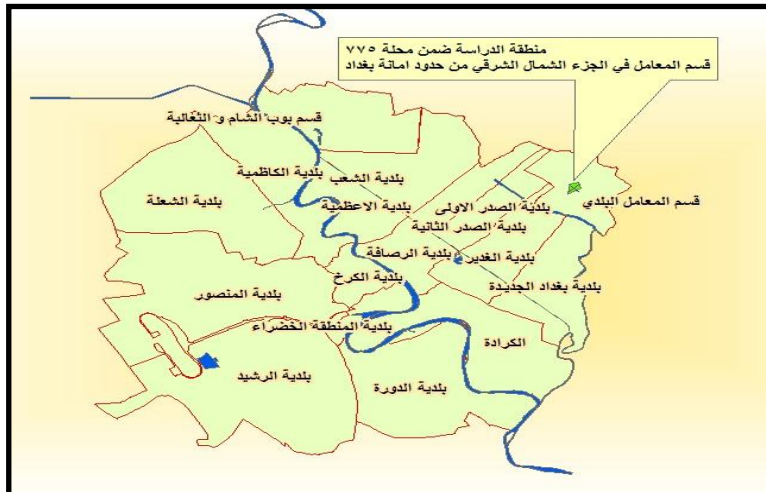 منطقة الدراسة ضمن محلة ٧٧٥
قسم المعامل في الجزء الشمال الشرقي من حدود امانة بغداد
قسم بوب الشام و الثعالبة
بلدية الكاظمية
بلدية الشعب
بلدية الشعلة
بلدية الاعظمية
بلدية الصدر الاولى
قسم المعامل البلدي
بلدية الصدر الثانية
بلدية الرصافة
بلدية الغدير
بلدية الكرخ
بلدية بغداد الجديدة
بلدية المنصور
بلدية المنطقة الخضراء
الكرادة
بلدية الرشيد
بلدية الدورة